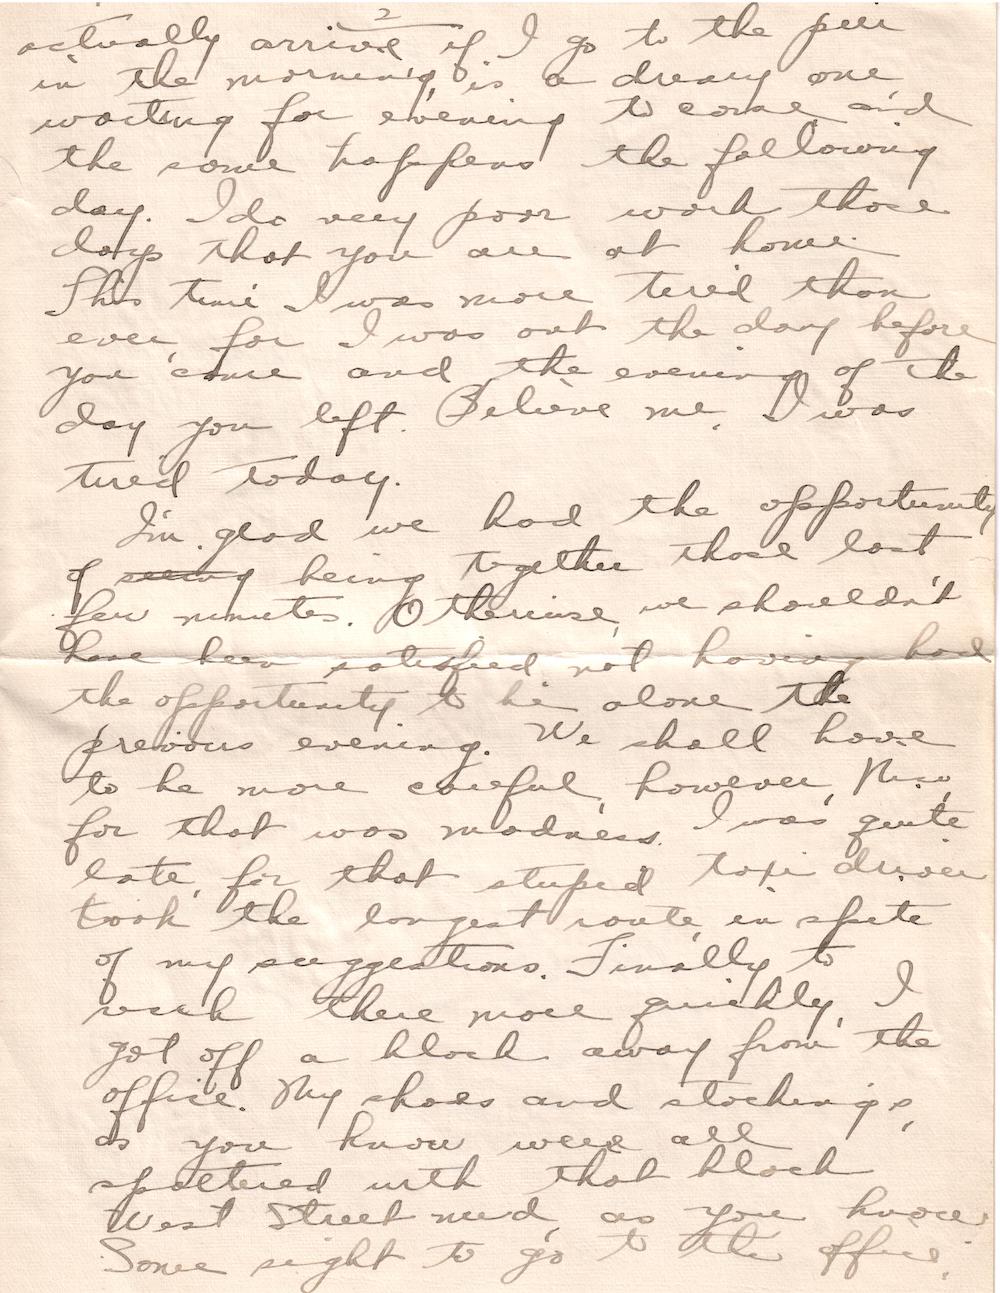 2
actually arrived if I go to the pier
in the morning, is a dreary one
waiting for evening to come and
the same happens the following
day. I do very poor work those
days that you are at home.
This time I was more tired than
ever, for I was out the day before
you came and the evening of the
day you left. Believe me, I was
tired today.
I'm glad we had the opportunity
of seeing being together those last
few minutes. Otherwise, we shouldn't
have been satisfied not having had
the opportunity to be alone the
previous evening. We shall have
to be more careful, however,
for that was madness. I was quite
late, for that stupid taxi driver
took the longest route, in spite
of my suggestions. Finally to
reach there more quickly, I
got off a block away from the
office. My shoes and stockings,
as you know were all
spattered with that black
West Street mud, as you know.
Some sight to go to the office.